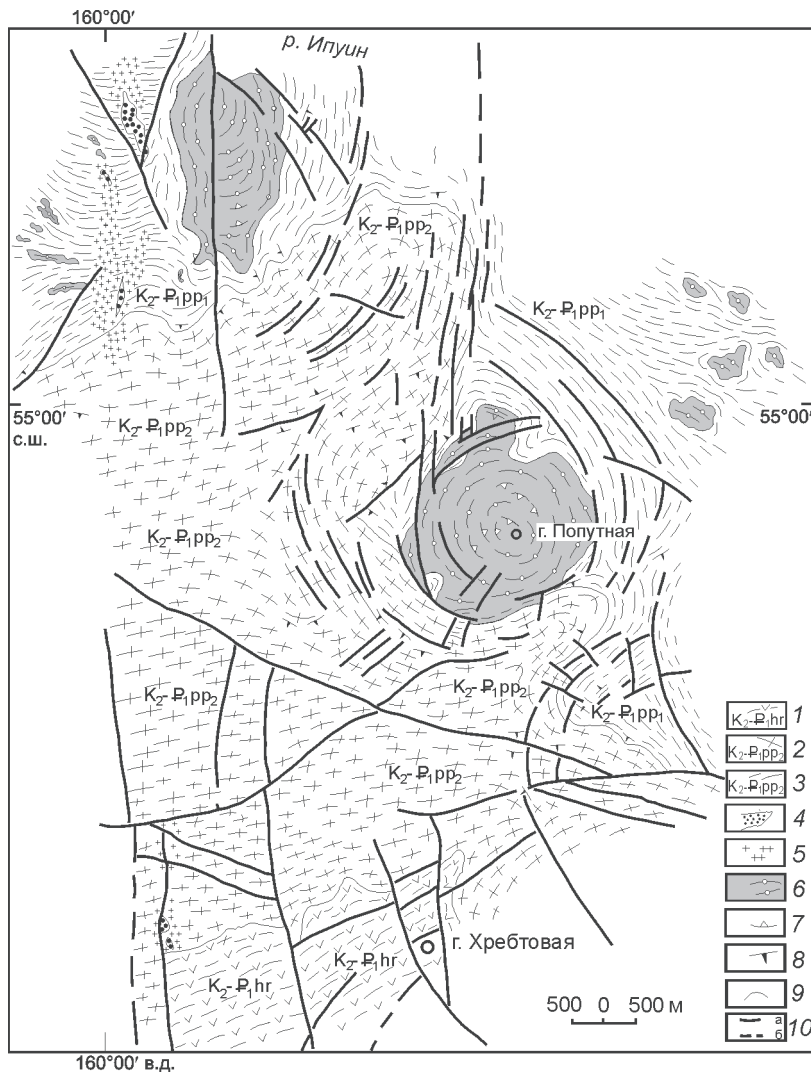 160°00′
р. Ипуин
K₂-₽₁pp₂
K₂-₽₁pp₁
K₂-₽₁pp₁
55°00′
с.ш.
55°00′
K₂-₽₁pp₂
K₂-₽₁pp₂
г. Попутная
K₂-₽₁pp₂
K₂-₽₁pp₂
K₂-₽₁pp₁
K₂-₽₁pp₂
K₂-₽₁hr 1
K₂-₽₁pp₂ 2
K₂-₽₁pp₂ 3
4
5
6
7
8
9
а
б 10
г. Хребтовая
K₂-₽₁hr
K₂-₽₁hr
500 0 500 м
160°00′ в.д.